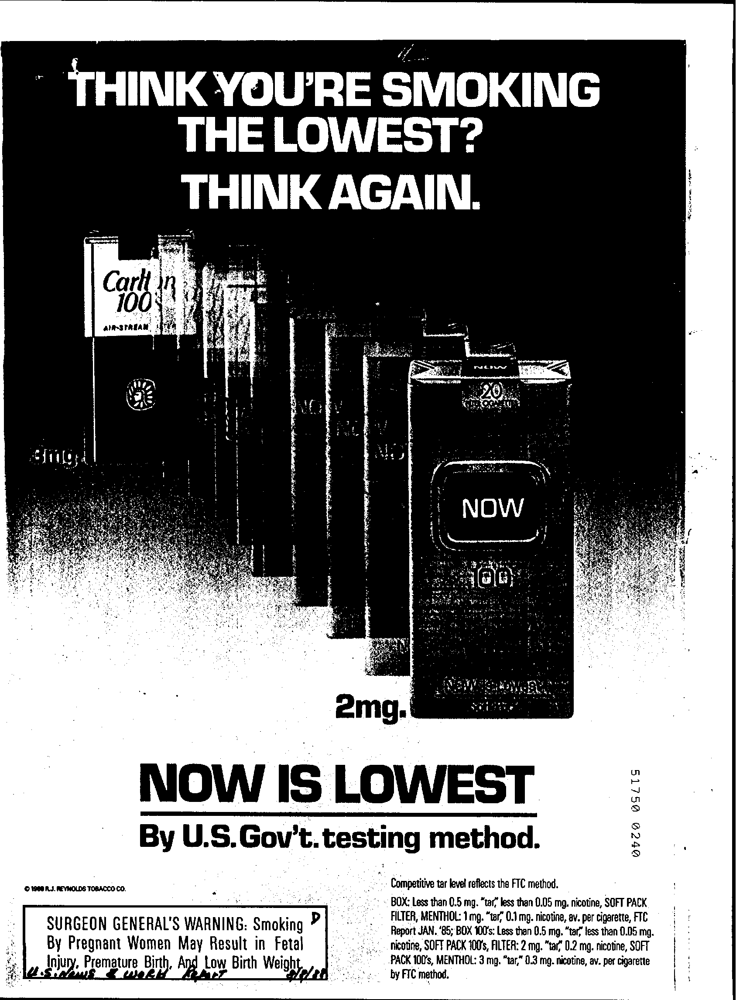 THINK YOU'RE SMOKING
THE LOWEST?
THINK AGAIN.
Carlton
100's
AIR-STREAM
3mg.
NOW
20
NOW
100
2mg.
NOW IS LOWEST
By U.S. Gov't. testing method.
51750 0240
© 1988 R.J. REYNOLDS TOBACCO CO.
Competitive tar level reflects the FTC method.
BOX: Less than 0.5 mg. "tar," less than 0.05 mg. nicotine, SOFT PACK
FILTER, MENTHOL: 1 mg. "tar," 0.1 mg. nicotine, av. per cigarette, FTC
Report JAN. '85; BOX 100's: Less than 0.5 mg. "tar," less than 0.05 mg.
nicotine, SOFT PACK 100's, FILTER: 2 mg. "tar," 0.2 mg. nicotine, SOFT
PACK 100's, MENTHOL: 3 mg. "tar," 0.3 mg. nicotine, av. per cigarette
by FTC method.
SURGEON GENERAL'S WARNING: Smoking
By Pregnant Women May Result in Fetal
Injury, Premature Birth, And Low Birth Weight.
U.S. News & World Report